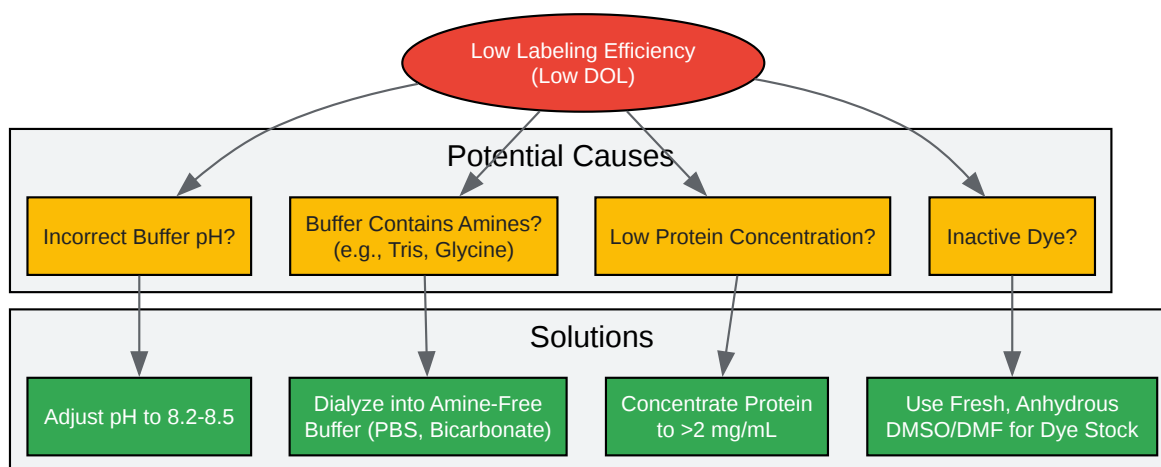 Low Labeling Efficiency
(Low DOL)
Potential Causes
Incorrect Buffer pH?
Buffer Contains Amines?
(e.g., Tris, Glycine)
Low Protein Concentration?
Inactive Dye?
Solutions
Adjust pH to 8.2-8.5
Dialyze into Amine-Free
Buffer (PBS, Bicarbonate)
Concentrate Protein
to >2 mg/mL
Use Fresh, Anhydrous
DMSO/DMF for Dye Stock